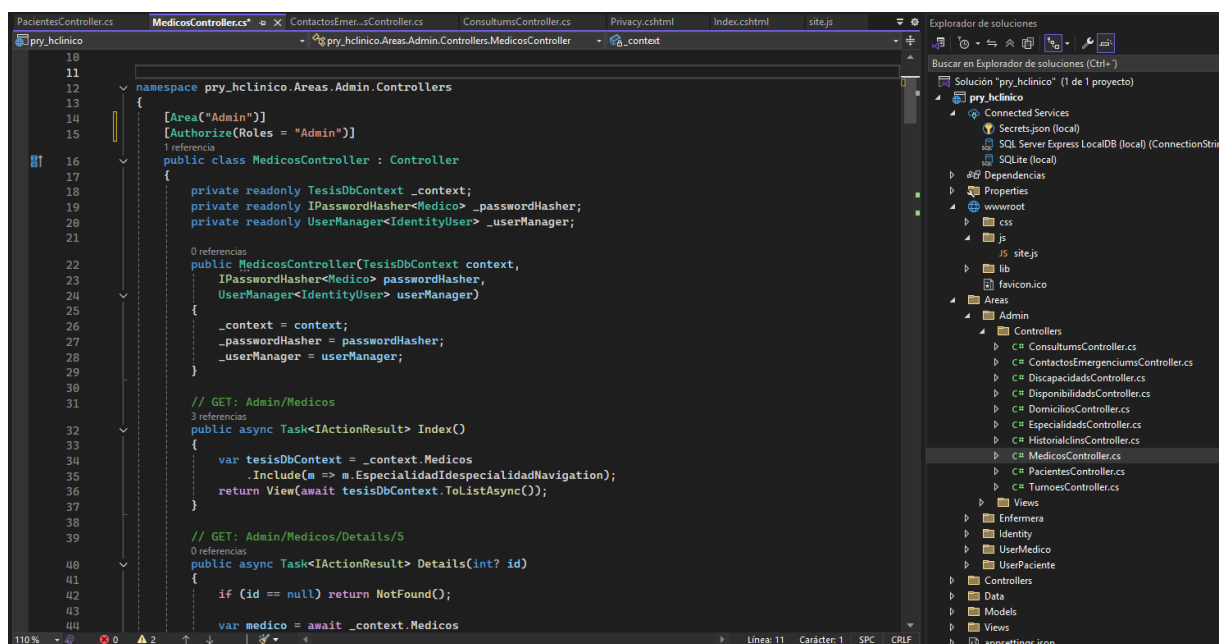 PacientesController.cs MedicosController.cs* ContactosEmer...sController.cs ConsultumsController.cs Privacy.cshtml Index.cshtml site.js
pry_hclinico pry_hclinico.Areas.Admin.Controllers.MedicosController _context
10
11
12 namespace pry_hclinico.Areas.Admin.Controllers
13 {
14 [Area("Admin")]
15 [Authorize(Roles = "Admin")]
1 referencia
16 public class MedicosController : Controller
17 {
18 private readonly TesisDbContext _context;
19 private readonly IPasswordHasher<Medico> _passwordHasher;
20 private readonly UserManager<IdentityUser> _userManager;
21
0 referencias
22 public MedicosController(TesisDbContext context,
23 IPasswordHasher<Medico> passwordHasher,
24 UserManager<IdentityUser> userManager)
25 {
26 _context = context;
27 _passwordHasher = passwordHasher;
28 _userManager = userManager;
29 }
30
31 // GET: Admin/Medicos
3 referencias
32 public async Task<IActionResult> Index()
33 {
34 var tesisDbContext = _context.Medicos
35 .Include(m => m.EspecialidadIdespecialidadNavigation);
36 return View(await tesisDbContext.ToListAsync());
37 }
38
39 // GET: Admin/Medicos/Details/5
0 referencias
40 public async Task<IActionResult> Details(int? id)
41 {
42 if (id == null) return NotFound();
43
44 var medico = await _context.Medicos
110 % 0 2 Línea: 11 Carácter: 1 SPC CRLF
Explorador de soluciones
Buscar en Explorador de soluciones (Ctrl+´)
Solución "pry_hclinico" (1 de 1 proyecto)
pry_hclinico
Connected Services
Secrets.json (local)
SQL Server Express LocalDB (local) (ConnectionStrin
SQLite (local)
Dependencias
Properties
wwwroot
css
js
JS site.js
lib
favicon.ico
Areas
Admin
Controllers
C# ConsultumsController.cs
C# ContactosEmergenciumsController.cs
C# DiscapacidadsController.cs
C# DisponibilidadsController.cs
C# DomiciliosController.cs
C# EspecialidadsController.cs
C# HistorialclinsController.cs
C# MedicosController.cs
C# PacientesController.cs
C# TurnoesController.cs
Views
Enfermera
Identity
UserMedico
UserPaciente
Controllers
Data
Models
Views
appsettings.json